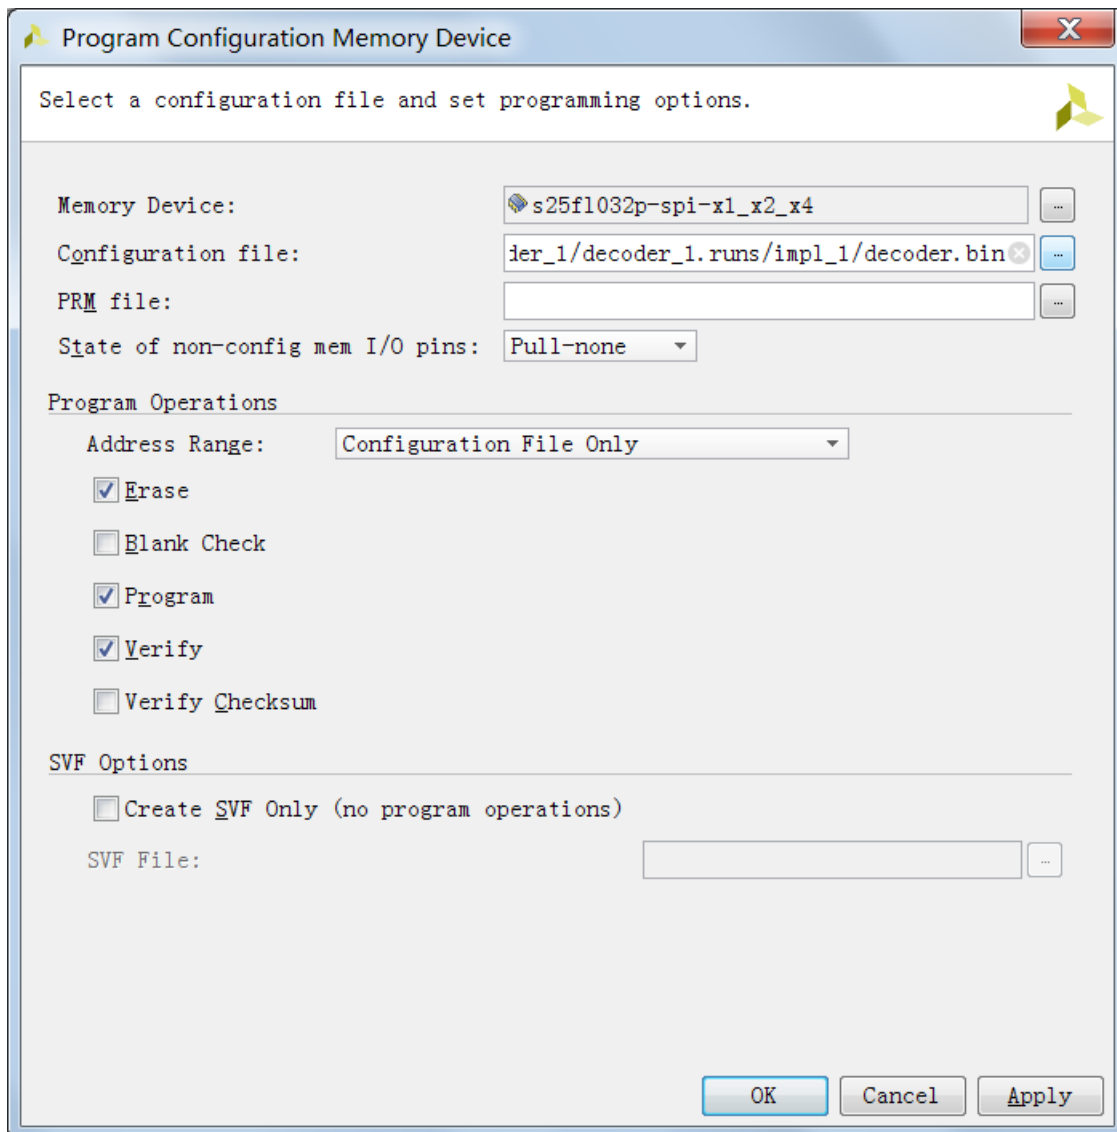 Program Configuration Memory Device
Select a configuration file and set programming options.
Memory Device: s25fl032p-spi-x1_x2_x4 ...
Configuration file: der_1/decoder_1.runs/impl_1/decoder.bin ...
PRM file: ...
State of non-config mem I/O pins: Pull-none
Program Operations
Address Range: Configuration File Only
Erase
Blank Check
Program
Verify
Verify Checksum
SVF Options
Create SVF Only (no program operations)
SVF File: ...
OK Cancel Apply